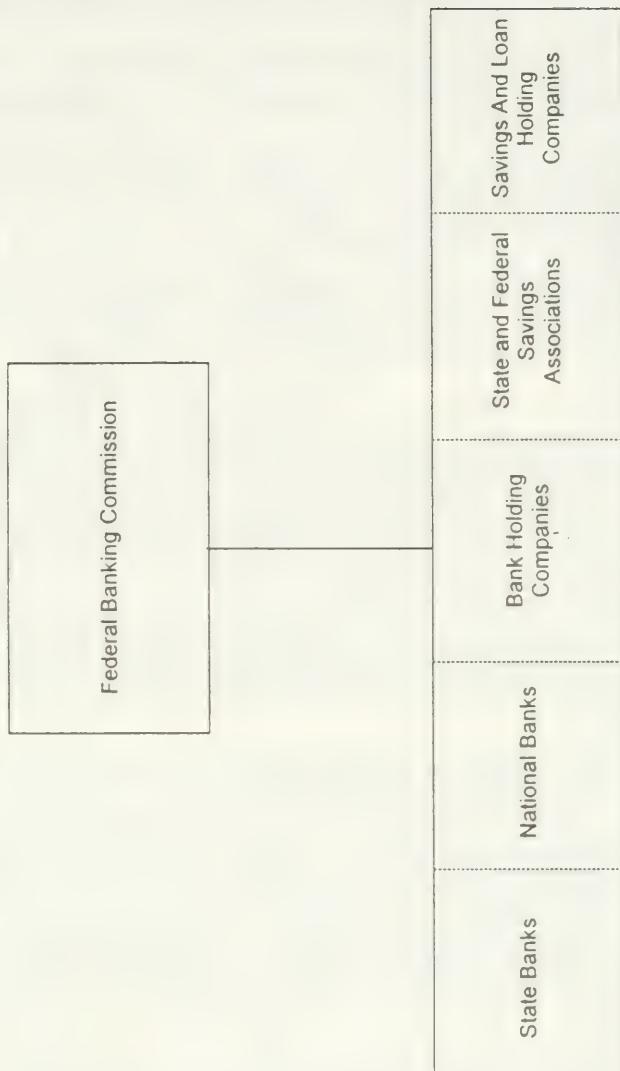 Federal Banking Commission
State Banks
National Banks
Bank Holding
Companies
State and Federal
Savings
Associations
Savings And Loan
Holding
Companies